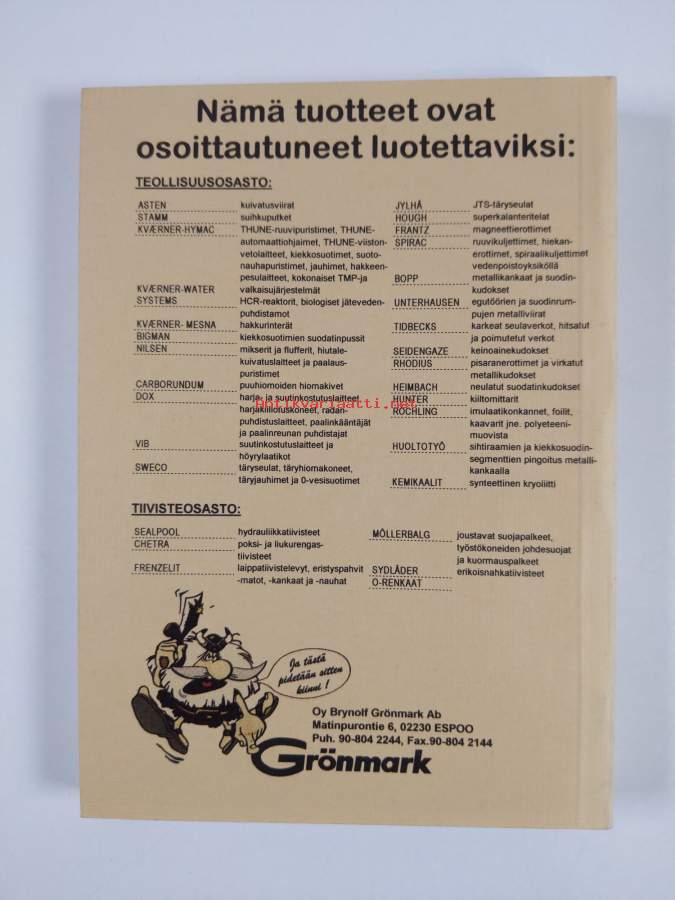 Nämä tuotteet ovat
osoittautuneet luotettaviksi:
TEOLLISUUSOSASTO:
ASTEN kuivatusviirat
STAMM suihkuputket
KVÆRNER-HYMAC THUNE-ruuvipuristimet, THUNE-
automaattiohjaimet, THUNE-viiston-
vetolaitteet, kiekkosuotimet, suoto-
nauhapuristimet, jauhimet, hakkeen-
pesulaitteet, kokonaiset TMP-ja
KVÆRNER-WATER valkaisujärjestelmät
SYSTEMS HCR-reaktorit, biologiset jäteveden-
puhdistamot
KVÆRNER- MESNA hakkurinterät
BIGMAN kiekkosuotimien suodatinpussit
NILSEN mikserit ja flufferit, hiutale-
kuivatuslaitteet ja paalaus-
puristimet
CARBORUNDUM puuhiomoiden hiomakivet
DOX harja- ja suutinkostutuslaitteet,
harjakiillotuskoneet, radan-
puhdistuslaitteet, paalinkääntäjät
ja paalinreunan puhdistajat
VIB suutinkostutuslaitteet ja
höyrylaatikot
SWECO täryseulat, täryhiomakoneet,
täryjauhimet ja 0-vesisuotimet
JYLHÄ JTS-täryseulat
HOUGH superkalanteritelat
FRANTZ magneettierottimet
SPIRAC ruuvikuljettimet, hiekan-
erottimet, spiraalikuljettimet
vedenpoistoyksiköllä
BOPP metallikankaat ja suodin-
kudokset
UNTERHAUSEN egutöörien ja suodinrum-
pujen metalliviirat
TIDBECKS karkeat seulaverkot, hitsatut
ja poimutetut verkot
SEIDENGAZE keinoainekudokset
RHODIUS pisaranerottimet ja virkatut
metallikudokset
HEIMBACH neulatut suodatinkudokset
HUNTER kiiltomittarit
RÖCHLING imulaatikonkannet, foilit,
kaavarit jne. polyeteeni-
muovista
HUOLTOTYÖ sihtiraamien ja kiekkosuodin-
segmenttien pingoitus metalli-
kankaalla
KEMIKAALIT synteettinen kryoliitti
Antikvariaatti.net
TIIVISTEOSASTO:
SEALPOOL hydrauliikkatiivisteet
CHETRA poksi- ja liukurengas-
tiivisteet
FRENZELIT laippatiivistelevyt, eristyspahvit
-matot, -kankaat ja -nauhat
MÖLLERBALG joustavat suojapalkeet,
työstökoneiden johdesuojat
ja kuormauspalkeet
SYDLÄDER erikoisnahkatiivisteet
O-RENKAAT
Ja tästä
pidetään sitten
kiinni !
Oy Brynolf Grönmark Ab
Matinpurontie 6, 02230 ESPOO
Puh. 90-804 2244, Fax.90-804 2144
Grönmark